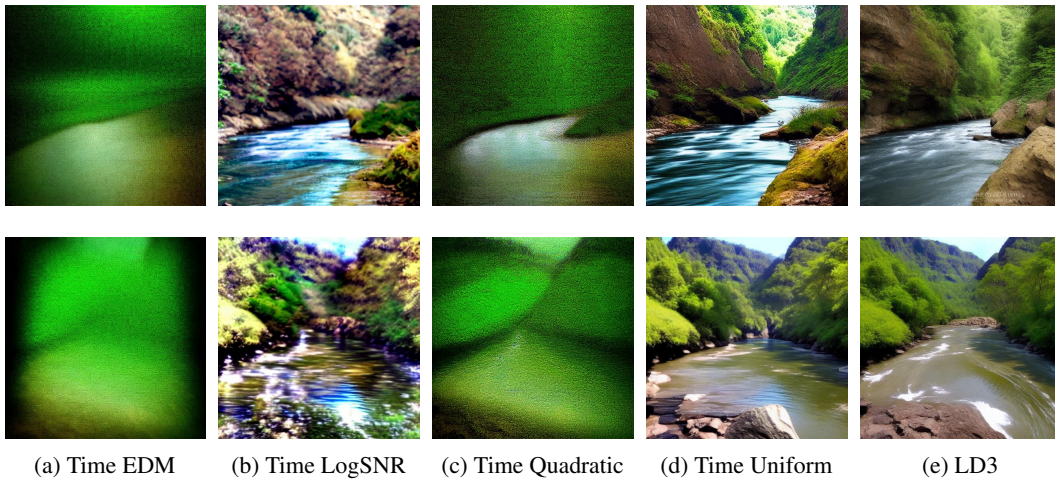 (a) Time EDM
(b) Time LogSNR
(c) Time Quadratic
(d) Time Uniform
(e) LD3